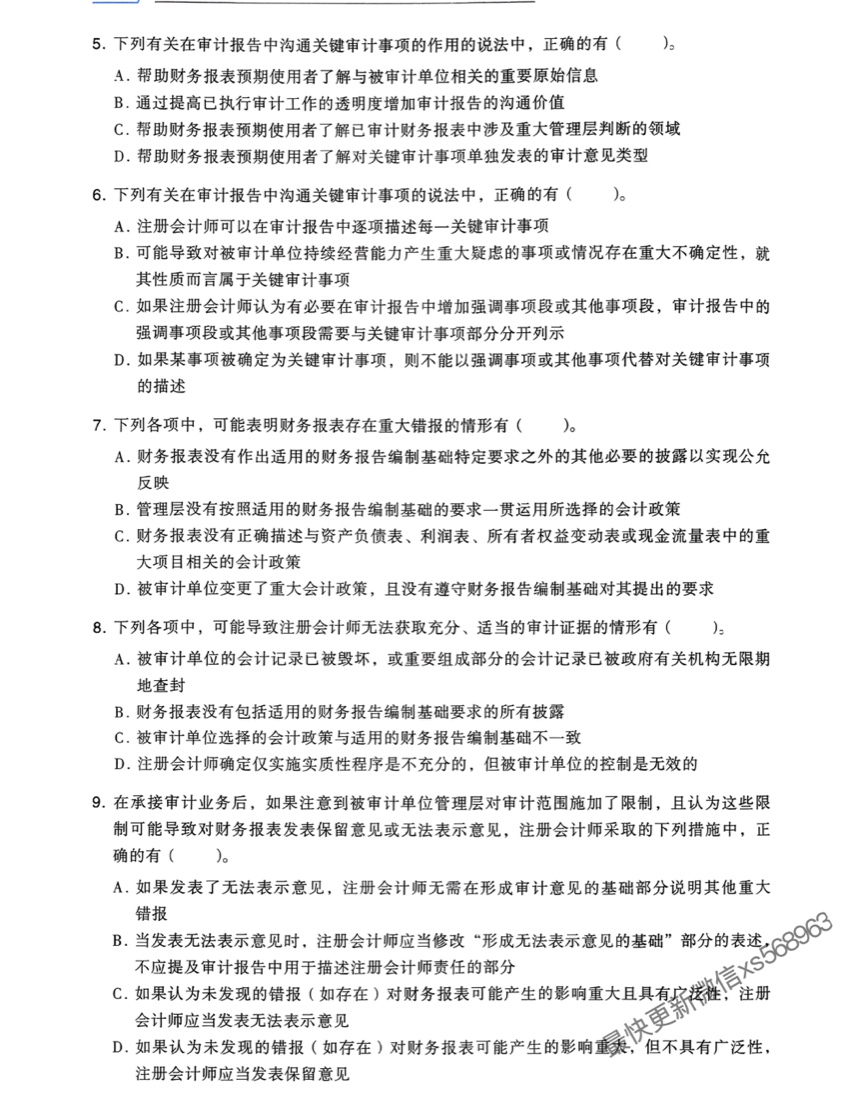 5. 下列有关在审计报告中沟通关键审计事项的作用的说法中，正确的有（　　）。
A. 帮助财务报表预期使用者了解与被审计单位相关的重要原始信息
B. 通过提高已执行审计工作的透明度增加审计报告的沟通价值
C. 帮助财务报表预期使用者了解已审计财务报表中涉及重大管理层判断的领域
D. 帮助财务报表预期使用者了解对关键审计事项单独发表的审计意见类型
6. 下列有关在审计报告中沟通关键审计事项的说法中，正确的有（　　）。
A. 注册会计师可以在审计报告中逐项描述每一关键审计事项
B. 可能导致对被审计单位持续经营能力产生重大疑虑的事项或情况存在重大不确定性，就
其性质而言属于关键审计事项
C. 如果注册会计师认为有必要在审计报告中增加强调事项段或其他事项段，审计报告中的
强调事项段或其他事项段需要与关键审计事项部分分开列示
D. 如果某事项被确定为关键审计事项，则不能以强调事项或其他事项代替对关键审计事项
的描述
7. 下列各项中，可能表明财务报表存在重大错报的情形有（　　）。
A. 财务报表没有作出适用的财务报告编制基础特定要求之外的其他必要的披露以实现公允
反映
B. 管理层没有按照适用的财务报告编制基础的要求一贯运用所选择的会计政策
C. 财务报表没有正确描述与资产负债表、利润表、所有者权益变动表或现金流量表中的重
大项目相关的会计政策
D. 被审计单位变更了重大会计政策，且没有遵守财务报告编制基础对其提出的要求
8. 下列各项中，可能导致注册会计师无法获取充分、适当的审计证据的情形有（　　）。
A. 被审计单位的会计记录已被毁坏，或重要组成部分的会计记录已被政府有关机构无限期
地查封
B. 财务报表没有包括适用的财务报告编制基础要求的所有披露
C. 被审计单位选择的会计政策与适用的财务报告编制基础不一致
D. 注册会计师确定仅实施实质性程序是不充分的，但被审计单位的控制是无效的
9. 在承接审计业务后，如果注意到被审计单位管理层对审计范围施加了限制，且认为这些限
制可能导致对财务报表发表保留意见或无法表示意见，注册会计师采取的下列措施中，正
确的有（　　）。
A. 如果发表了无法表示意见，注册会计师无需在形成审计意见的基础部分说明其他重大
错报
B. 当发表无法表示意见时，注册会计师应当修改“形成无法表示意见的基础”部分的表述，
不应提及审计报告中用于描述注册会计师责任的部分
C. 如果认为未发现的错报（如存在）对财务报表可能产生的影响重大且具有广泛性，注册
会计师应当发表无法表示意见
D. 如果认为未发现的错报（如存在）对财务报表可能产生的影响重大，但不具有广泛性，
注册会计师应当发表保留意见
最快更新微信xs568963